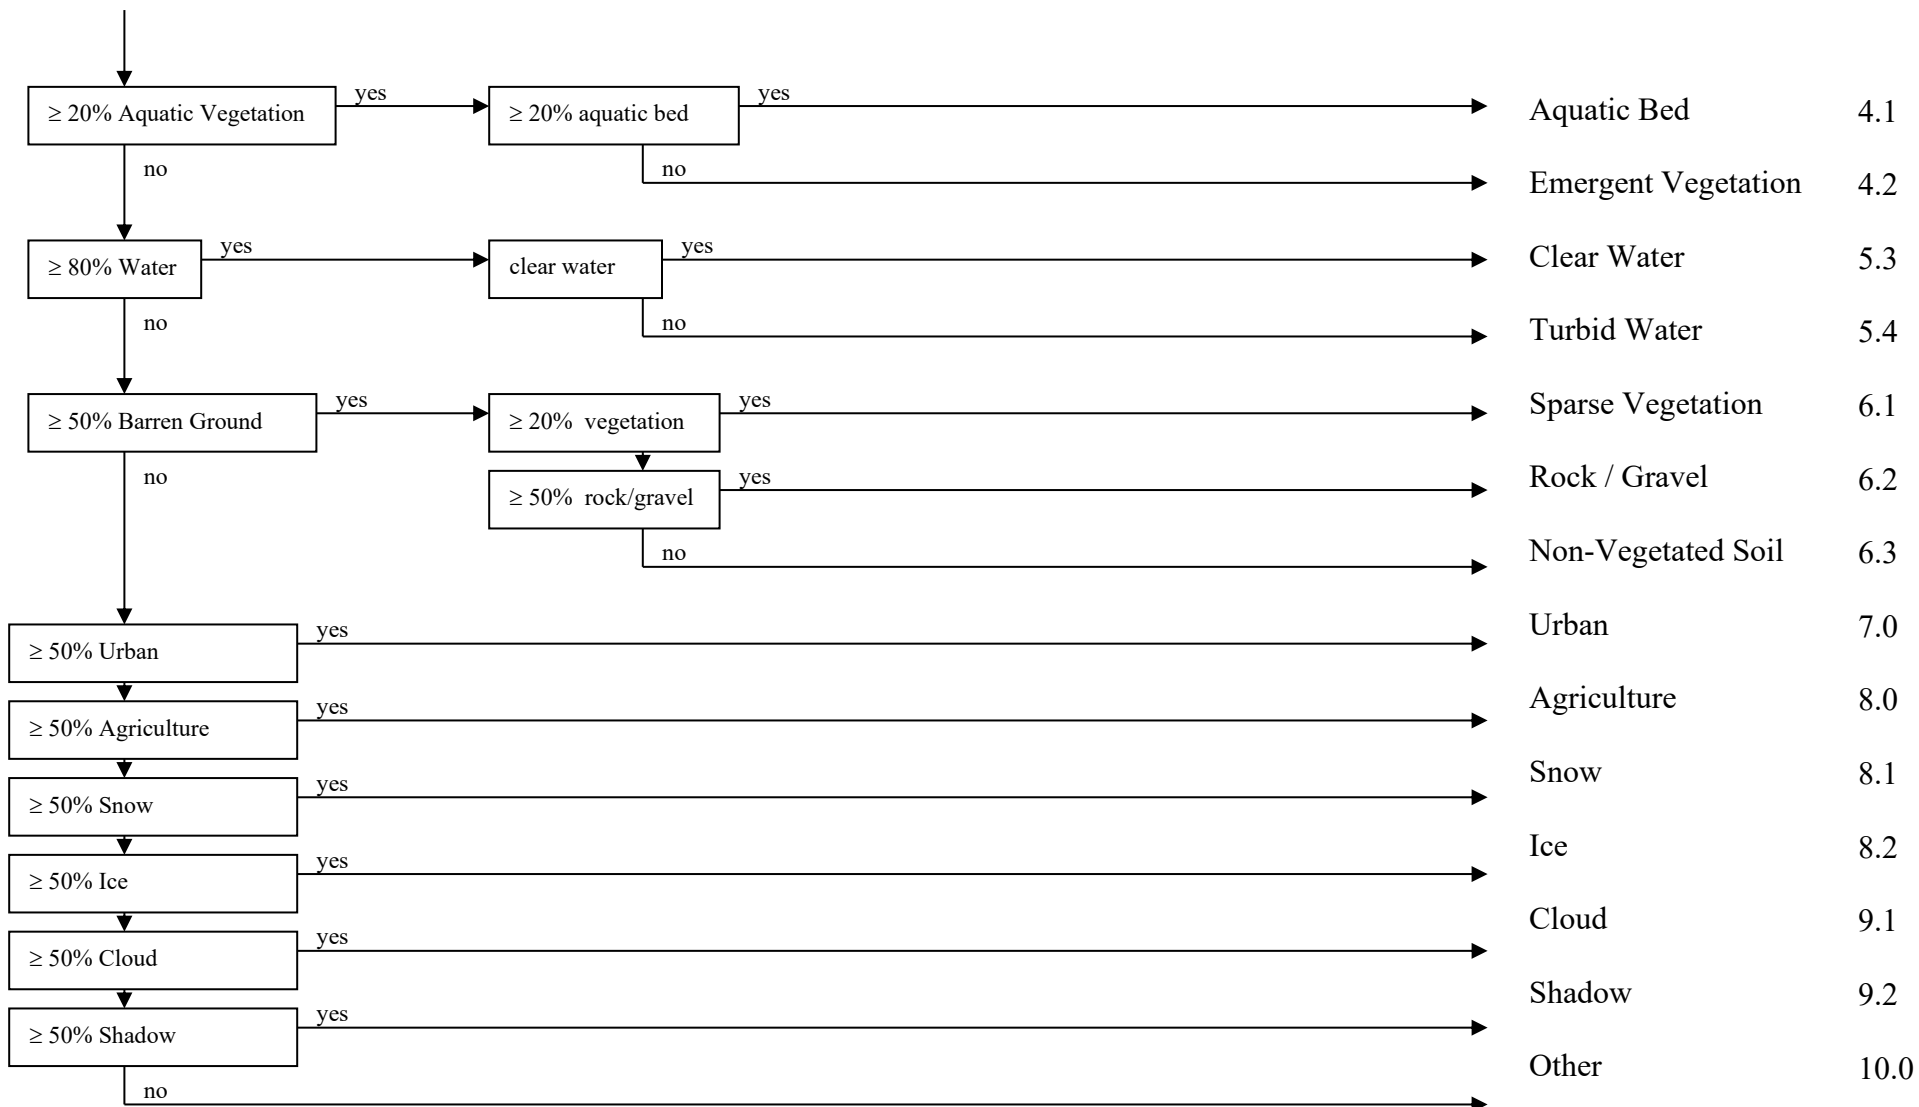 ≥ 20% Aquatic Vegetation yes ≥ 20% aquatic bed yes Aquatic Bed 4.1
no no Emergent Vegetation 4.2
≥ 80% Water yes clear water yes Clear Water 5.3
no no Turbid Water 5.4
≥ 50% Barren Ground yes ≥ 20% vegetation yes Sparse Vegetation 6.1
no ≥ 50% rock/gravel yes Rock / Gravel 6.2
no Non-Vegetated Soil 6.3
≥ 50% Urban yes Urban 7.0
≥ 50% Agriculture yes Agriculture 8.0
≥ 50% Snow yes Snow 8.1
≥ 50% Ice yes Ice 8.2
≥ 50% Cloud yes Cloud 9.1
≥ 50% Shadow yes Shadow 9.2
no Other 10.0